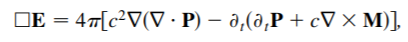 □𝐄 = 4π[c²∇(∇ · 𝐏) − ∂ₜ(∂ₜ𝐏 + c∇ × 𝐌)],